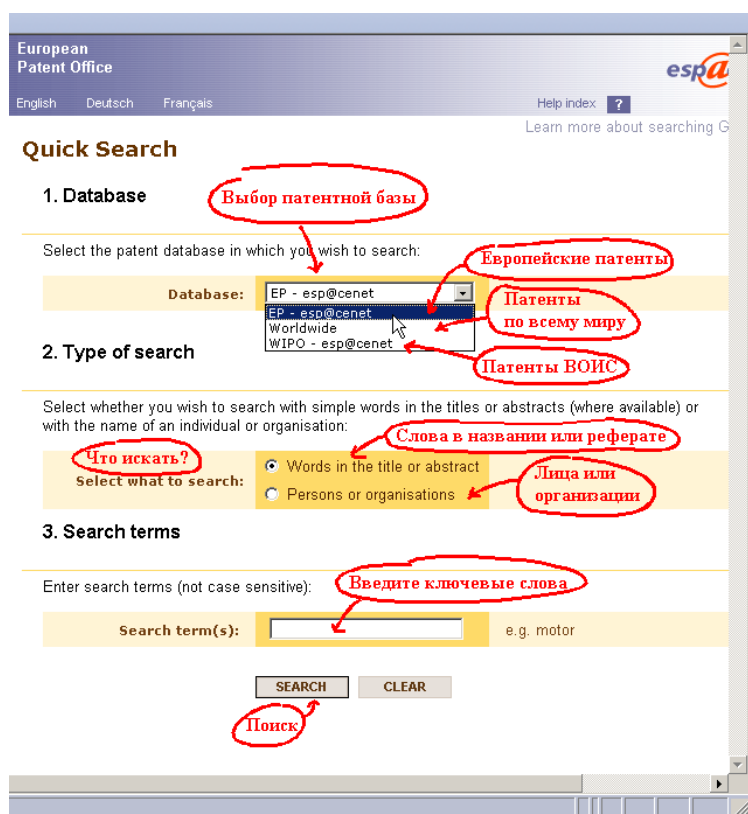 European
Patent Office
esp@
English Deutsch Français
Help index ?
Learn more about searching G
Quick Search
1. Database
Выбор патентной базы
Select the patent database in which you wish to search:
Европейские патенты
Database:
EP - esp@cenet
EP - esp@cenet
Worldwide
WIPO - esp@cenet
Патенты
по всему миру
2. Type of search
Патенты ВОИС
Select whether you wish to search with simple words in the titles or abstracts (where available) or
with the name of an individual or organisation:
Слова в названии или реферате
Что искать?
Select what to search:
Words in the title or abstract
Persons or organisations
Лица или
организации
3. Search terms
Enter search terms (not case sensitive):
Введите ключевые слова
Search term(s):
e.g. motor
SEARCH CLEAR
Поиск